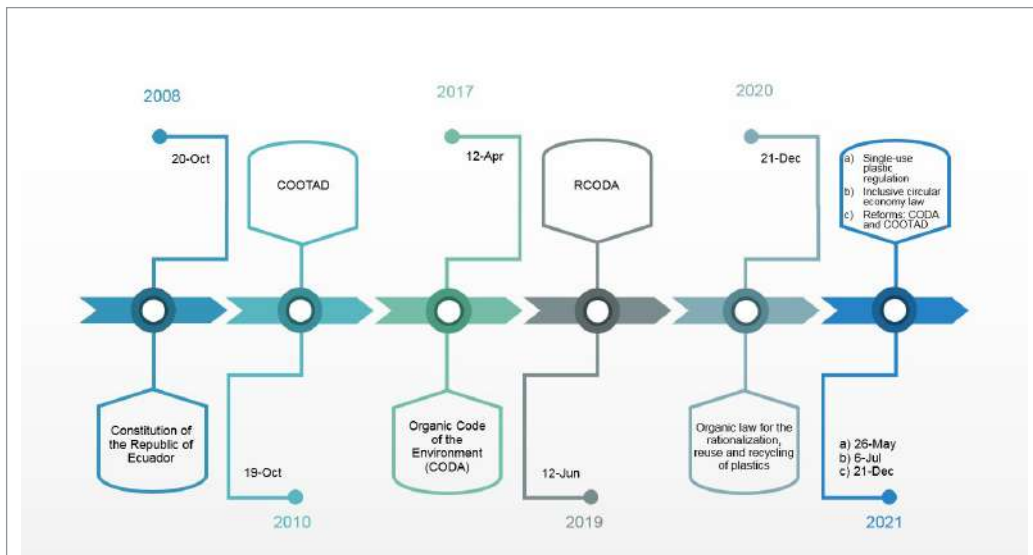 2008
2017
2020
20-Oct
COOTAD
12-Apr
RCODA
21-Dec
a) Single-use
plastic
regulation
b) Inclusive circular
economy law
c) Reforms: CODA
and COOTAD
Constitution of
the Republic of
Ecuador
19-Oct
Organic Code
of the
Environment
(CODA)
12-Jun
Organic law for the
rationalization,
reuse and recycling
of plastics
a) 26-May
b) 6-Jul
c) 21-Dec
2010
2019
2021